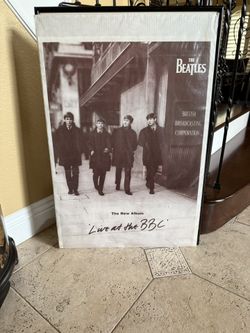 THE
BEATLES
BRITISH
BROADCASTING
CORPORATION
The New Album
'Live at the BBC'